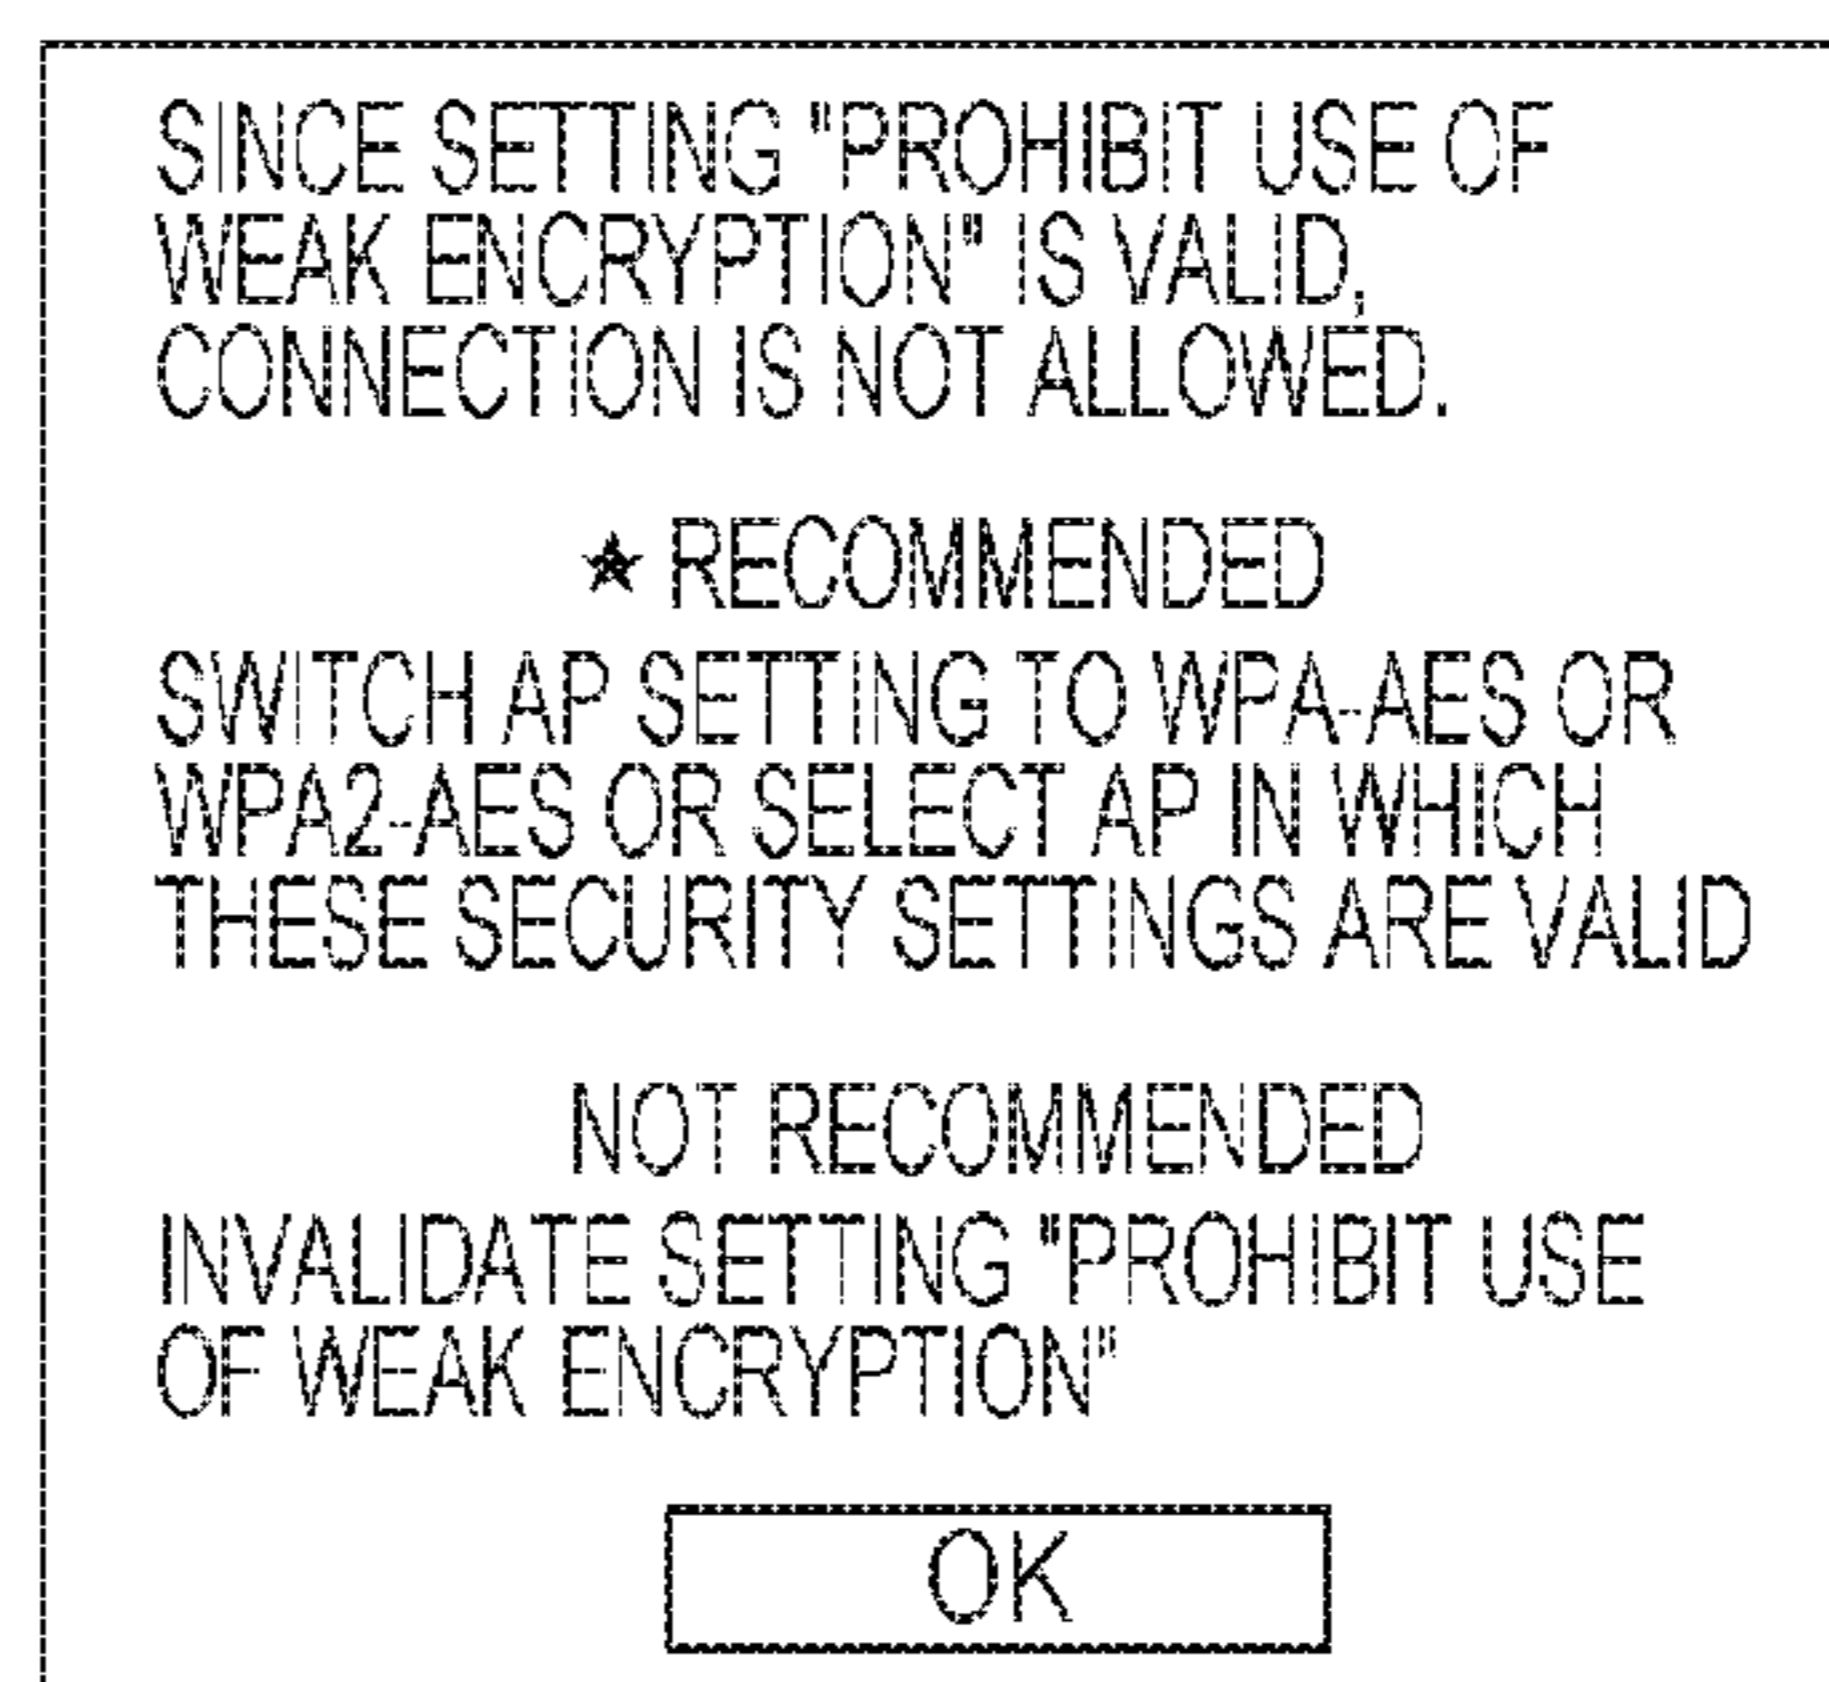 SINCE SETTING "PROHIBIT USE OF
WEAK ENCRYPTION" IS VALID,
CONNECTION IS NOT ALLOWED.
★ RECOMMENDED
SWITCH AP SETTING TO WPA-AES OR
WPA2-AES OR SELECT AP IN WHICH
THESE SECURITY SETTINGS ARE VALID
NOT RECOMMENDED
INVALIDATE SETTING "PROHIBIT USE
OF WEAK ENCRYPTION"
OK